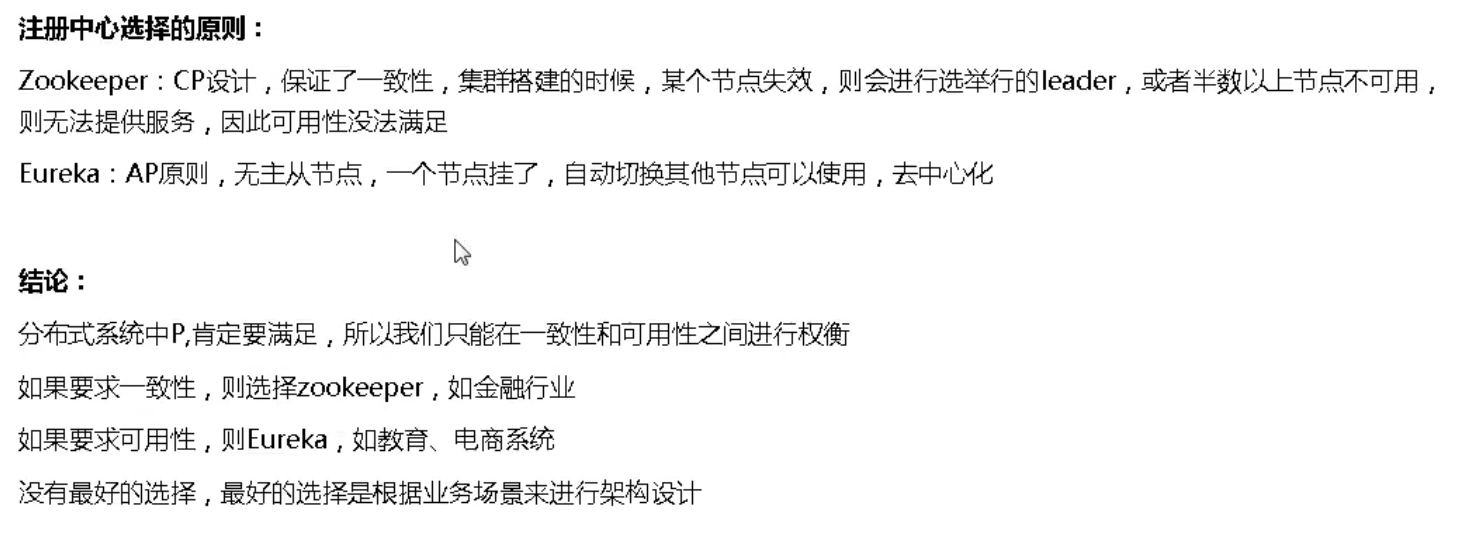 注册中心选择的原则：
Zookeeper：CP设计，保证了一致性，集群搭建的时候，某个节点失效，则会进行选举行的leader，或者半数以上节点不可用，
则无法提供服务，因此可用性没法满足
Eureka：AP原则，无主从节点，一个节点挂了，自动切换其他节点可以使用，去中心化
结论：
分布式系统中P,肯定要满足，所以我们只能在一致性和可用性之间进行权衡
如果要求一致性，则选择zookeeper，如金融行业
如果要求可用性，则Eureka，如教育、电商系统
没有最好的选择，最好的选择是根据业务场景来进行架构设计